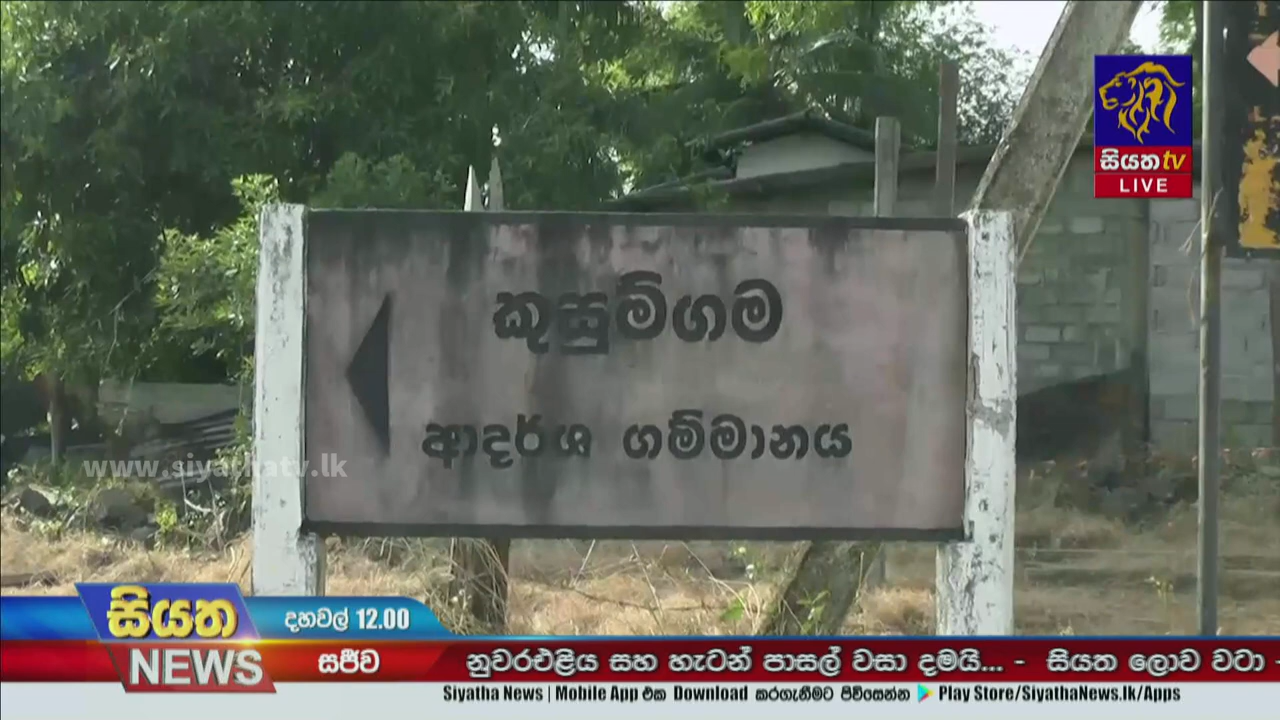 සියත tv
LIVE
කුසුම්ගම
ආදර්ශ ගම්මානය
www.siyathatv.lk
සියත
NEWS
දහවල් 12.00
සජීව
නුවරඑළිය සහ හැටන් පාසල් වසා දමයි... - සියත ලොව වටා -
Siyatha News | Mobile App එක Download කරගැනීමට පිවිසෙන්න Play Store/SiyathaNews.lk/Apps